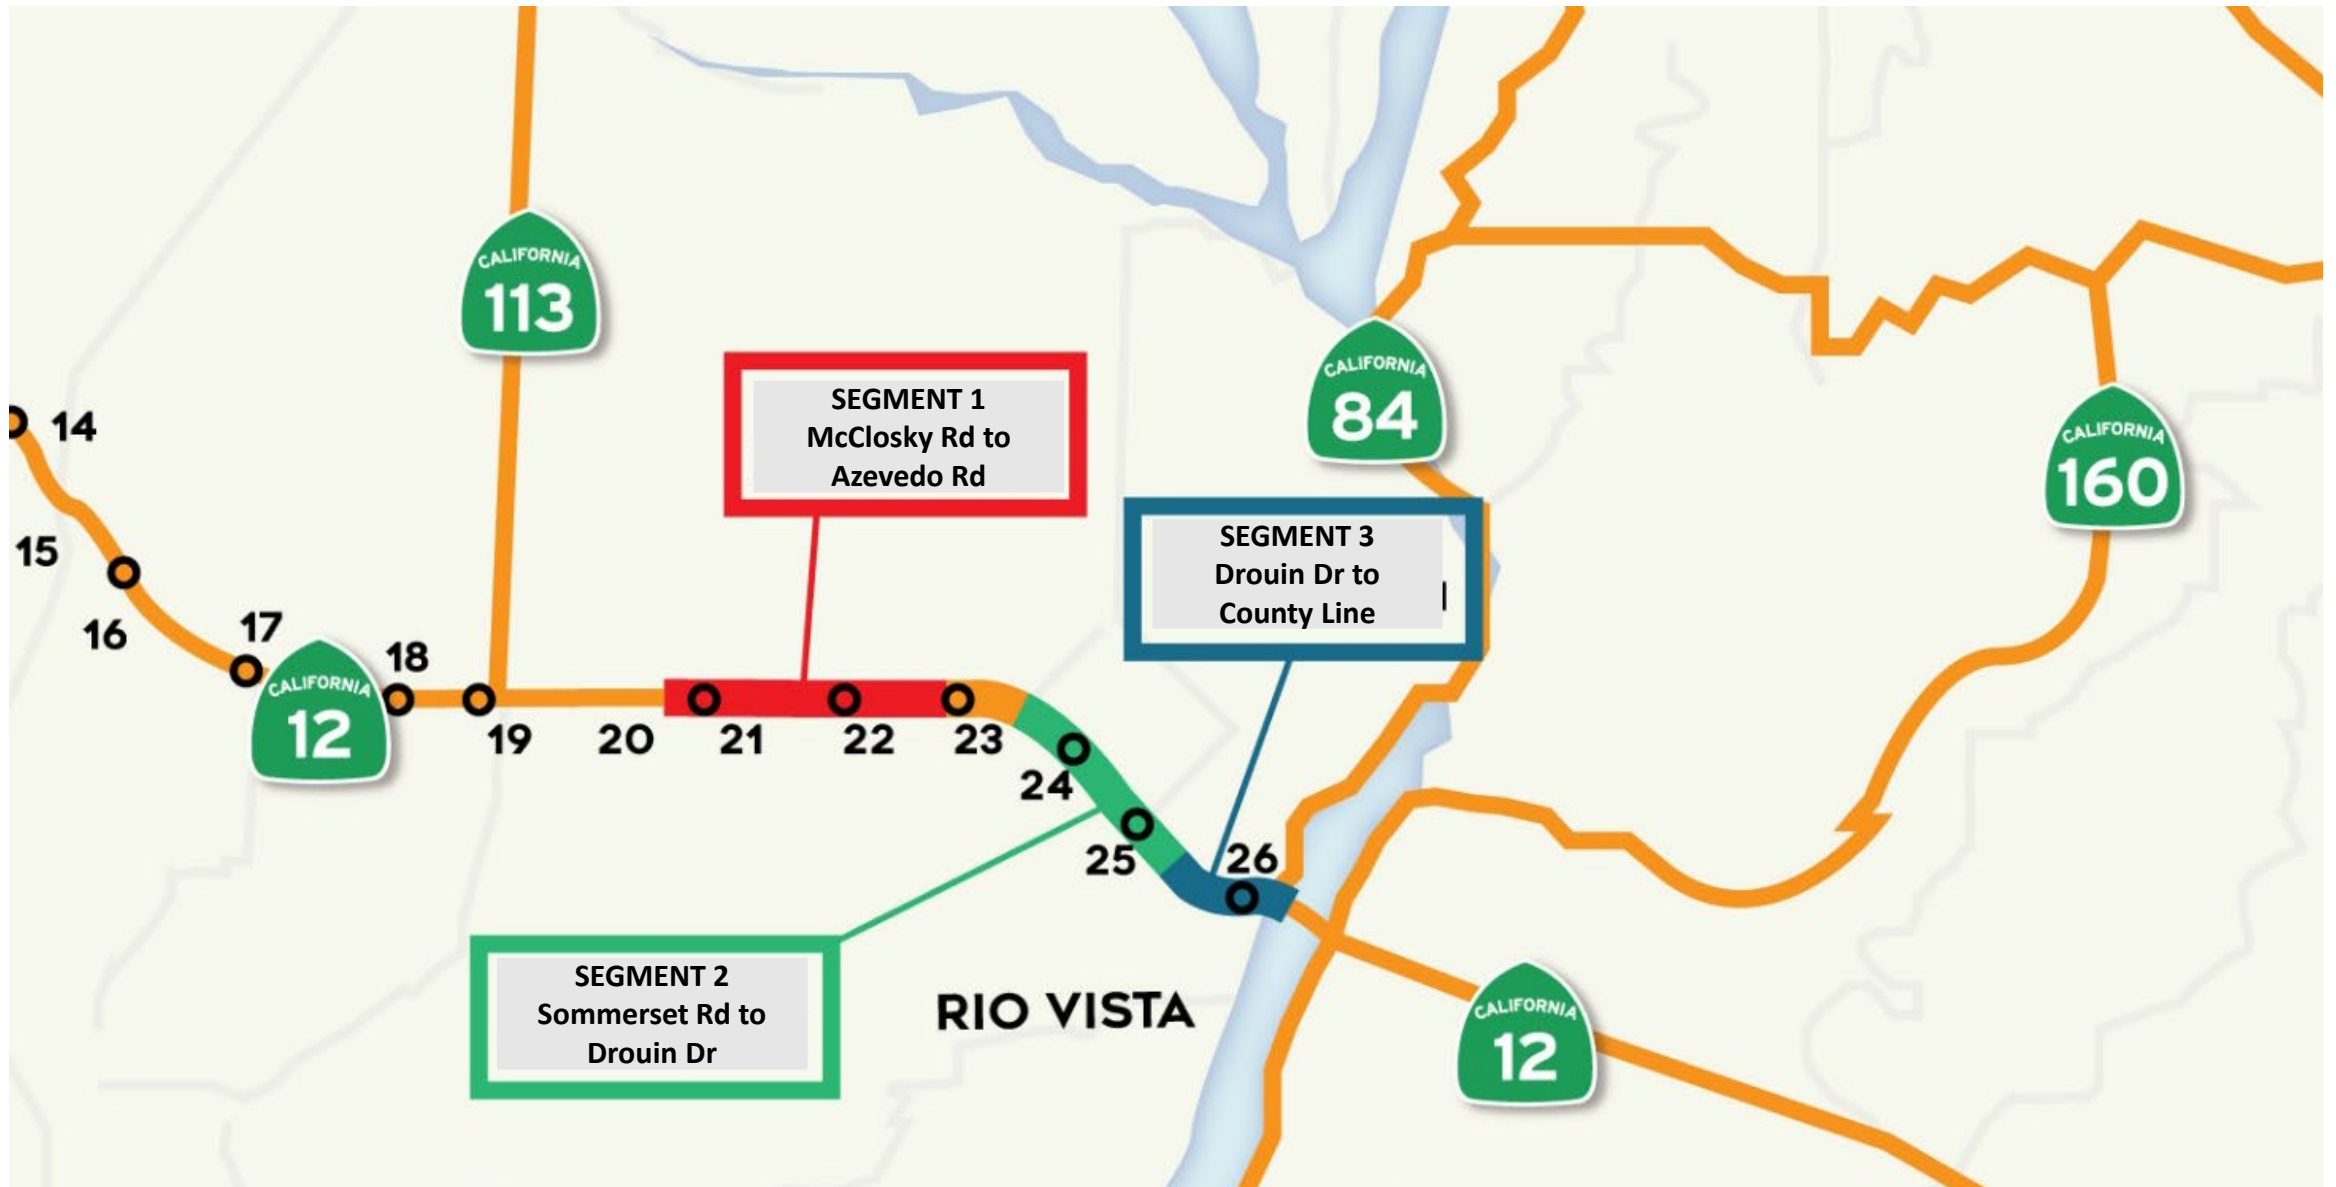 CALIFORNIA
113
CALIFORNIA
84
CALIFORNIA
160
SEGMENT 1
McClosky Rd to
Azevedo Rd
SEGMENT 3
Drouin Dr to
County Line
14
15
16
17
18
CALIFORNIA
12
19
20
21
22
23
24
25
26
SEGMENT 2
Sommerset Rd to
Drouin Dr
RIO VISTA
CALIFORNIA
12